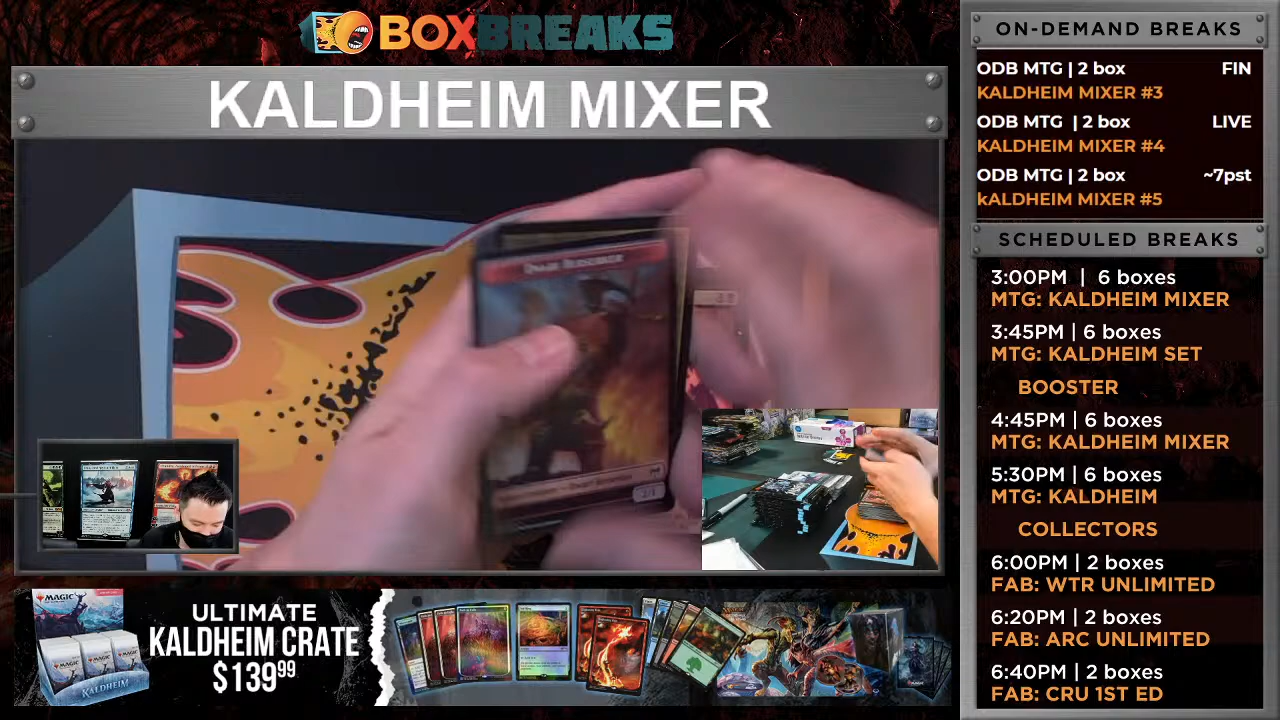 BOXBREAKS
KALDHEIM MIXER
ULTIMATE
KALDHEIM CRATE
$139.99
MAGIC
KALDHEIM
ON-DEMAND BREAKS
ODB MTG | 2 box FIN
KALDHEIM MIXER #3
ODB MTG | 2 box LIVE
KALDHEIM MIXER #4
ODB MTG | 2 box ~7pst
kALDHEIM MIXER #5
SCHEDULED BREAKS
3:00PM | 6 boxes
MTG: KALDHEIM MIXER
3:45PM | 6 boxes
MTG: KALDHEIM SET
BOOSTER
4:45PM | 6 boxes
MTG: KALDHEIM MIXER
5:30PM | 6 boxes
MTG: KALDHEIM
COLLECTORS
6:00PM | 2 boxes
FAB: WTR UNLIMITED
6:20PM | 2 boxes
FAB: ARC UNLIMITED
6:40PM | 2 boxes
FAB: CRU 1ST ED